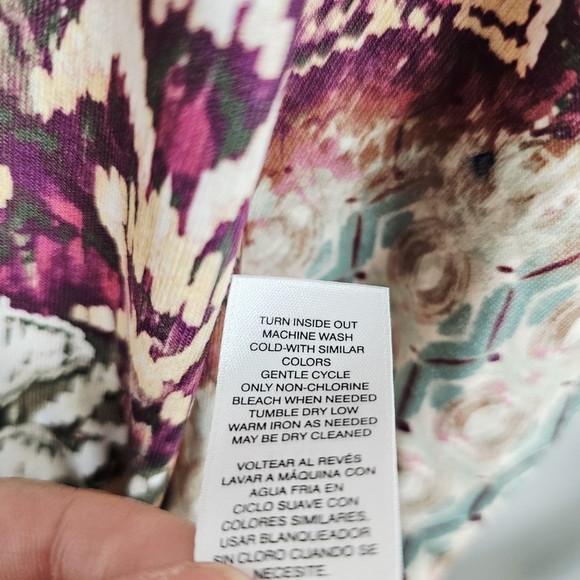 TURN INSIDE OUT
MACHINE WASH
COLD-WITH SIMILAR
COLORS
GENTLE CYCLE
ONLY NON-CHLORINE
BLEACH WHEN NEEDED
TUMBLE DRY LOW
WARM IRON AS NEEDED
MAY BE DRY CLEANED
VOLTEAR AL REVÉS
LAVAR A MÁQUINA CON
AGUA FRIA EN
CICLO SUAVE CON
COLORES SIMILARES.
USAR BLANQUEADOR
SIN CLORO CUANDO SE
NECESITE.